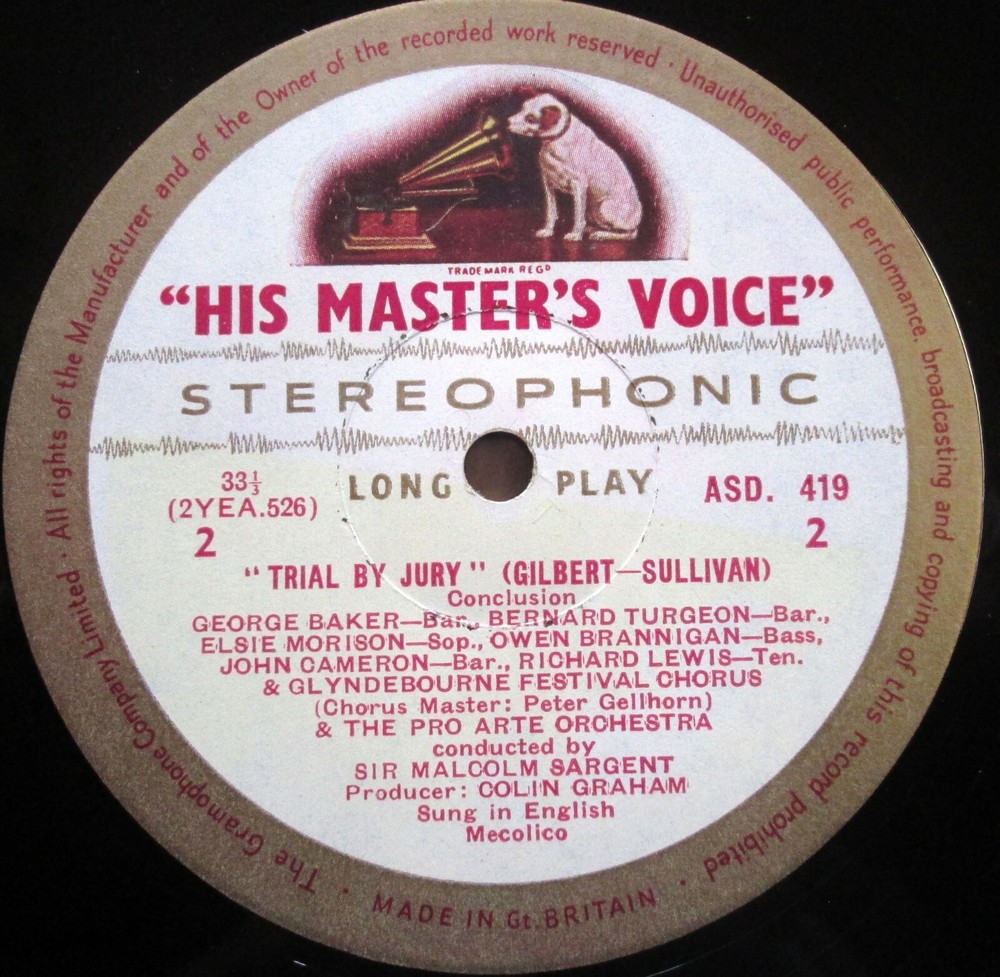 The Gramophone Company Limited · All rights of the Manufacturer and of the Owner of the recorded work reserved · Unauthorised public performance, broadcasting and copying of this record prohibited ·
TRADE MARK REGD
"HIS MASTER'S VOICE"
STEREOPHONIC
LONG PLAY
33⅓
(2YEA.526)
2
ASD. 419
2
"TRIAL BY JURY" (GILBERT—SULLIVAN)
Conclusion
GEORGE BAKER—Bar., BERNARD TURGEON—Bar.,
ELSIE MORISON—Sop., OWEN BRANNIGAN—Bass,
JOHN CAMERON—Bar., RICHARD LEWIS—Ten.
& GLYNDEBOURNE FESTIVAL CHORUS
(Chorus Master: Peter Gellhorn)
& THE PRO ARTE ORCHESTRA
conducted by
SIR MALCOLM SARGENT
Producer: COLIN GRAHAM
Sung in English
Mecolico
MADE IN Gt. BRITAIN